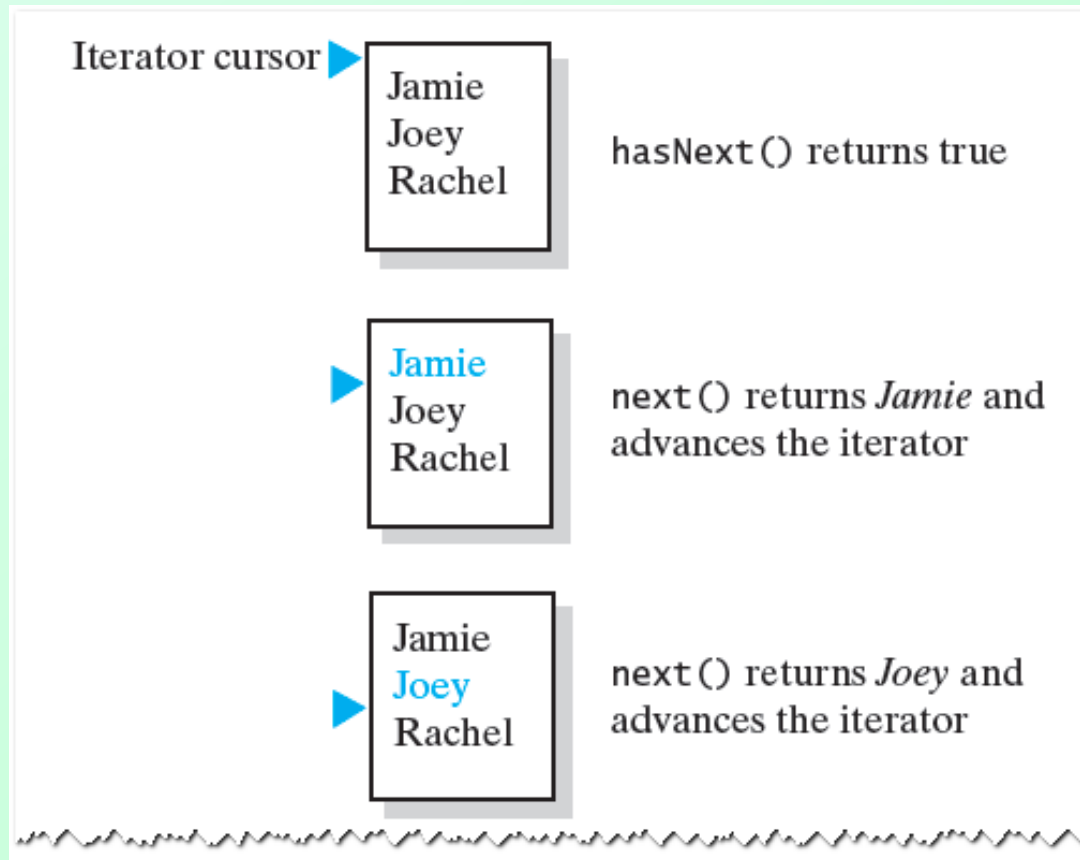 Iterator cursor
Jamie
Joey
Rachel
hasNext() returns true
Jamie
Joey
Rachel
next() returns Jamie and
advances the iterator
Jamie
Joey
Rachel
next() returns Joey and
advances the iterator